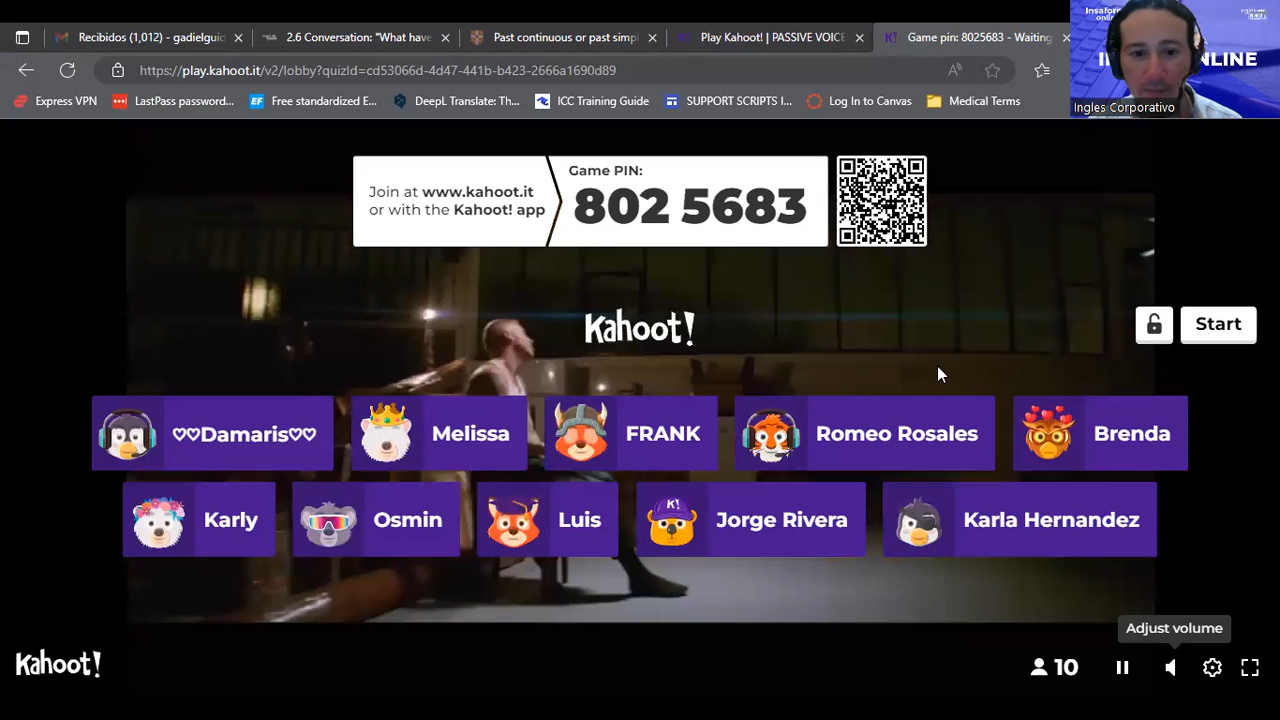 Recibidos (1,012) - gadielguid
2.6 Conversation: "What have
Past continuous or past simpl
Play Kahoot! | PASSIVE VOICE
Game pin: 8025683 - Waiting
https://play.kahoot.it/v2/lobby?quizId=cd53066d-4d47-441b-b423-2666a1690d89
Express VPN
LastPass password...
Free standardized E...
DeepL Translate: Th...
ICC Training Guide
SUPPORT SCRIPTS I...
Log In to Canvas
Medical Terms
Insafor
online
NLINE
Ingles Corporativo
Join at www.kahoot.it
or with the Kahoot! app
Game PIN:
802 5683
Kahoot!
Start
♡♡Damaris♡♡
Melissa
FRANK
Romeo Rosales
Brenda
Karly
Osmin
Luis
Jorge Rivera
Karla Hernandez
Adjust volume
Kahoot!
10